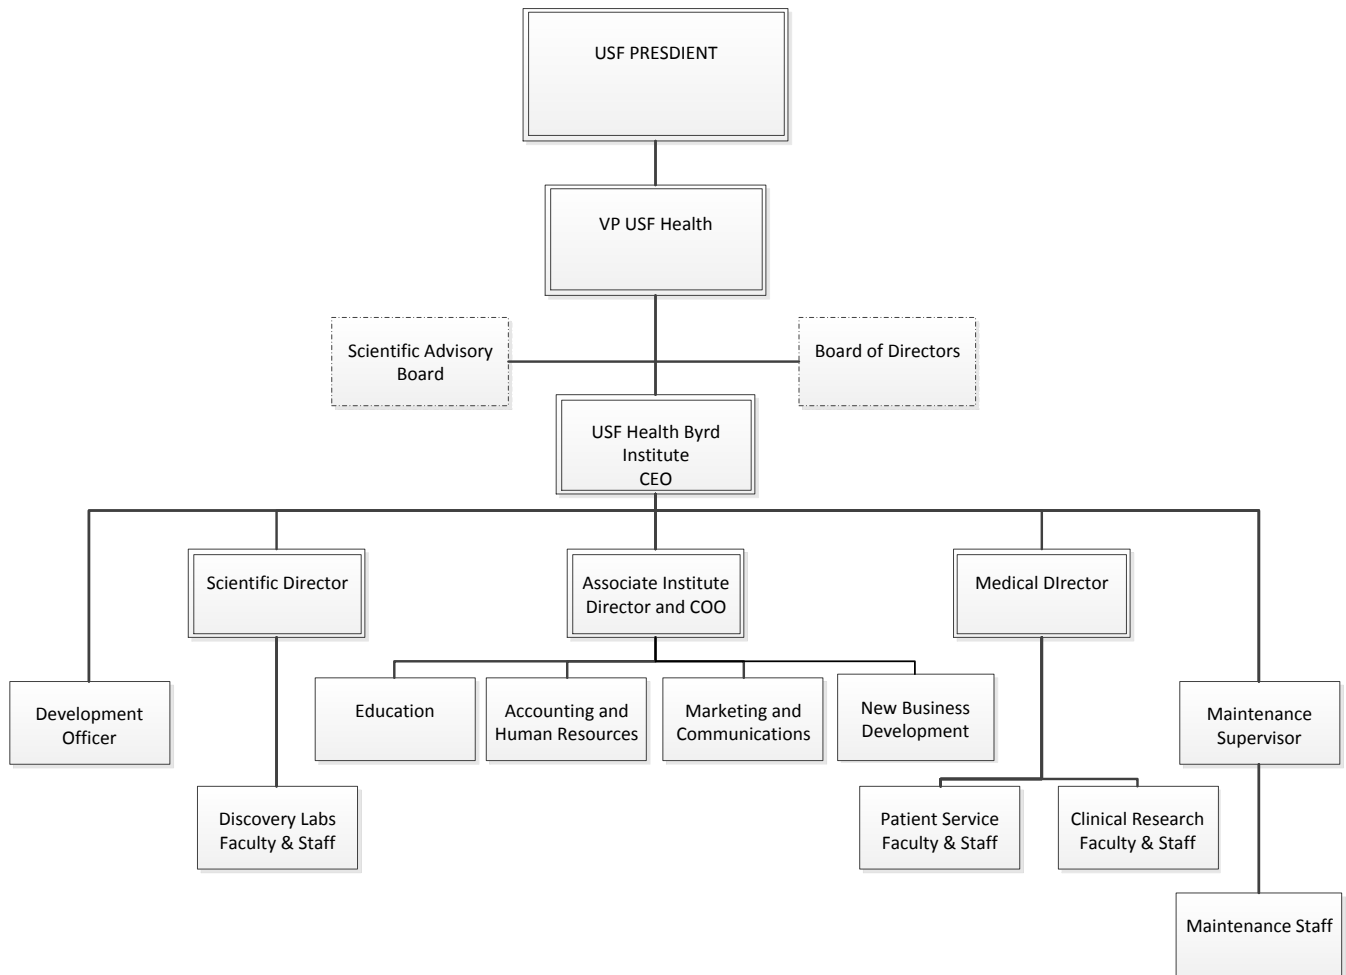 USF PRESDIENT
VP USF Health
Scientific Advisory
Board
Board of Directors
USF Health Byrd
Institute
CEO
Scientific Director
Associate Institute
Director and COO
Medical DIrector
Development
Officer
Education
Accounting and
Human Resources
Marketing and
Communications
New Business
Development
Maintenance
Supervisor
Discovery Labs
Faculty & Staff
Patient Service
Faculty & Staff
Clinical Research
Faculty & Staff
Maintenance Staff